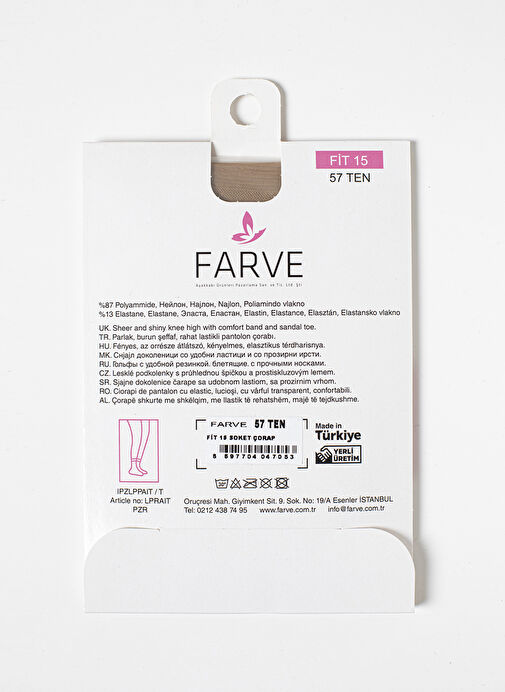 FİT 15
57 TEN
FARVE
Ayakkabı Ürünleri Pazarlama San. ve Tic. Ltd. Şti
%87 Polyammide, Нейлон, Најлон, Najlon, Poliamindo vlakno
%13 Elastane, Elastane, Эласта, Еластан, Elastin, Elastance, Elasztán, Elastansko vlakno
UK. Sheer and shiny knee high with comfort band and sandal toe.
TR. Parlak, burun şeffaf, rahat lastikli pantolon çorabı.
HU. Fényes, az orrésze átlátszó, kényelmes, elasztikus térdharisnya.
MK. Снјајл доколеници со удобни ластици и со прозирни ирсти.
RU. Гольфы с удобной резинкой. блетящие. с прочными носками.
CZ. Lesklé podkolenky s průhlednou špičkou a prostiskluzovým lemem.
SR. Sjajne dokolenice čarape sa udobnom lastiom, sa prozirnim vrhom.
RO. Ciorapi de pantalon cu elastic, lucioşi, cu vârful transparent, confortabili.
AL. Çorapë shkurte me shkëlqim, me llastik të rehatshëm, majë të tejdkushme.
FARVE 57 TEN
FİT 15 SOKET ÇORAP
8 697704 047053
Made in
Türkiye
YERLİ
ÜRETİM
IPZLPPAIT / T
Article no: LPRAIT
PZR
Oruçresi Mah. Giyimkent Sit. 9. Sok. No: 19/A Esenler İSTANBUL
Tel: 0212 438 74 95 www.farve.com.tr info@farve.com.tr